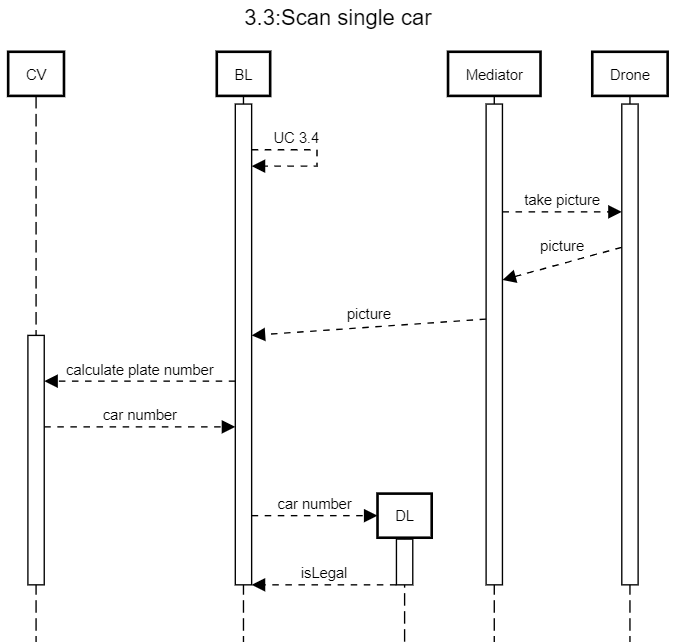 3.3:Scan single car
CV
BL
Mediator
Drone
UC 3.4
take picture
picture
picture
calculate plate number
car number
car number
DL
isLegal